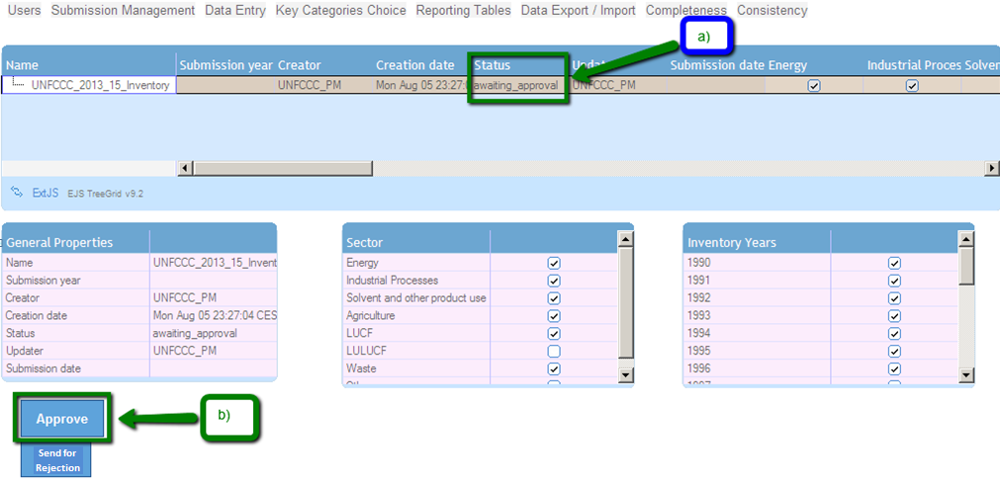 Users Submission Management Data Entry Key Categories Choice Reporting Tables Data Export / Import Completeness Consistency
a)
Name Submission year Creator Creation date Status Submission date Energy Industrial Proces Solven
UNFCCC_2013_15_Inventory UNFCCC_PM Mon Aug 05 23:27: awaiting_approval UNFCCC_PM
ExtJS EJS TreeGrid v9.2
General Properties
Name UNFCCC_2013_15_Invent
Submission year
Creator UNFCCC_PM
Creation date Mon Aug 05 23:27:04 CES
Status awaiting_approval
Updater UNFCCC_PM
Submission date
Sector
Energy
Industrial Processes
Solvent and other product use
Agriculture
LUCF
LULUCF
Waste
Inventory Years
1990
1991
1992
1993
1994
1995
1996
1997
Approve
b)
Send for
Rejection